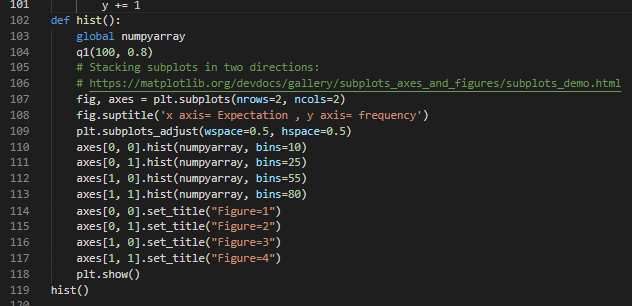 101 y += 1
102 def hist():
103 global numpyarray
104 q1(100, 0.8)
105 # Stacking subplots in two directions:
106 # https://matplotlib.org/devdocs/gallery/subplots_axes_and_figures/subplots_demo.html
107 fig, axes = plt.subplots(nrows=2, ncols=2)
108 fig.suptitle('x axis= Expectation , y axis= frequency')
109 plt.subplots_adjust(wspace=0.5, hspace=0.5)
110 axes[0, 0].hist(numpyarray, bins=10)
111 axes[0, 1].hist(numpyarray, bins=25)
112 axes[1, 0].hist(numpyarray, bins=55)
113 axes[1, 1].hist(numpyarray, bins=80)
114 axes[0, 0].set_title("Figure=1")
115 axes[0, 1].set_title("Figure=2")
116 axes[1, 0].set_title("Figure=3")
117 axes[1, 1].set_title("Figure=4")
118 plt.show()
119 hist()
120